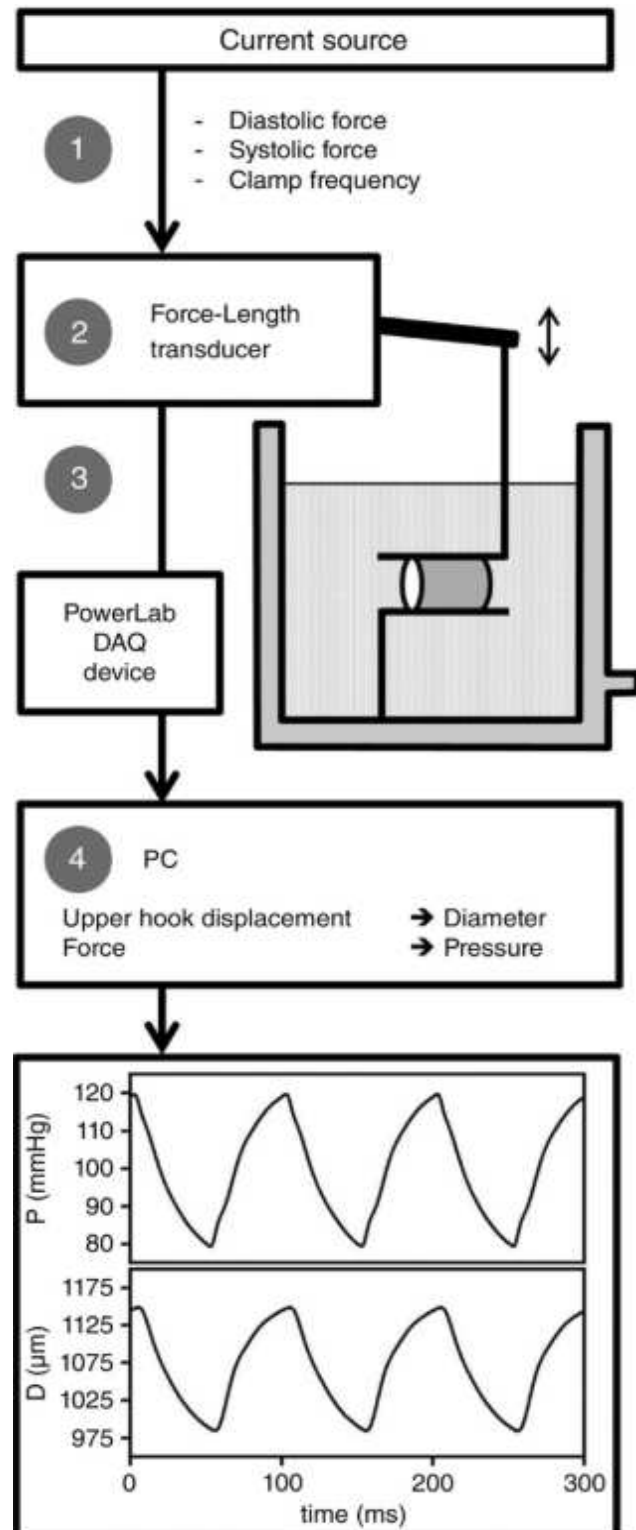 Current source
1
- Diastolic force
- Systolic force
- Clamp frequency
2
Force-Length
transducer
3
PowerLab
DAQ
device
4
PC
Upper hook displacement → Diameter
Force → Pressure
P (mmHg)
120
110
100
90
80
D (µm)
1175
1125
1075
1025
975
0 100 200 300
time (ms)